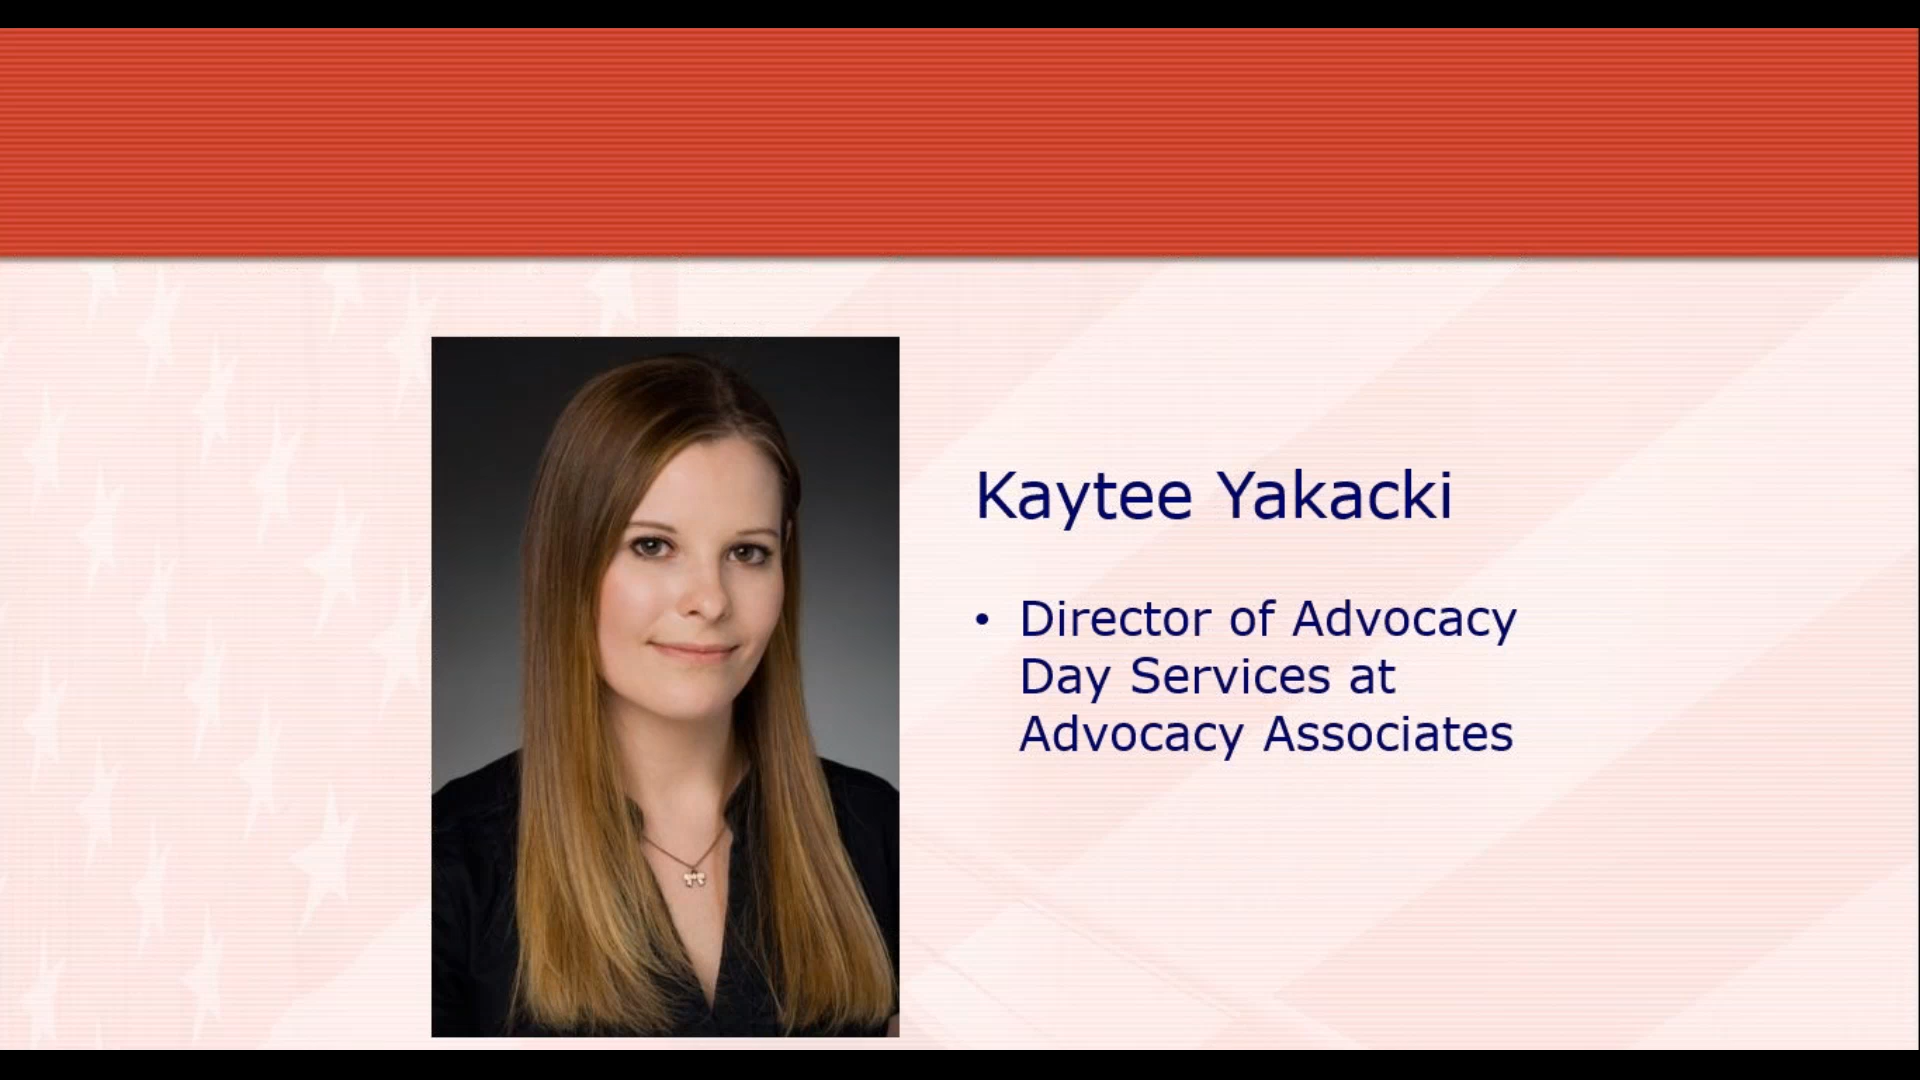 Kaytee Yakacki
• Director of Advocacy
Day Services at
Advocacy Associates